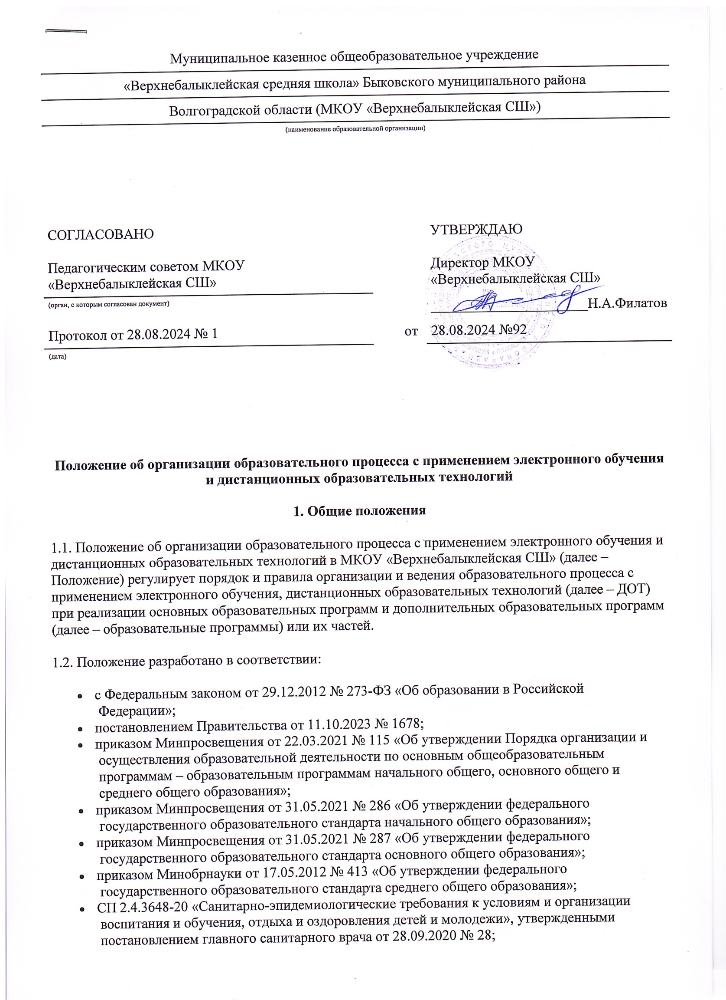 Муниципальное казенное общеобразовательное учреждение
«Верхнебалыклейская средняя школа» Быковского муниципального района
Волгоградской области (МКОУ «Верхнебалыклейская СШ»)
(наименование образовательной организации)
СОГЛАСОВАНО
Педагогическим советом МКОУ
«Верхнебалыклейская СШ»
(орган, с которым согласован документ)
Протокол от 28.08.2024 № 1
(дата)
УТВЕРЖДАЮ
Директор МКОУ
«Верхнебалыклейская СШ»
Н.А.Филатов
от 28.08.2024 №92
Положение об организации образовательного процесса с применением электронного обучения
и дистанционных образовательных технологий
1. Общие положения
1.1. Положение об организации образовательного процесса с применением электронного обучения и
дистанционных образовательных технологий в МКОУ «Верхнебалыклейская СШ» (далее –
Положение) регулирует порядок и правила организации и ведения образовательного процесса с
применением электронного обучения, дистанционных образовательных технологий (далее – ДОТ)
при реализации основных образовательных программ и дополнительных образовательных программ
(далее – образовательные программы) или их частей.
1.2. Положение разработано в соответствии:
• с Федеральным законом от 29.12.2012 № 273-ФЗ «Об образовании в Российской
Федерации»;
• постановлением Правительства от 11.10.2023 № 1678;
• приказом Минпросвещения от 22.03.2021 № 115 «Об утверждении Порядка организации и
осуществления образовательной деятельности по основным общеобразовательным
программам – образовательным программам начального общего, основного общего и
среднего общего образования»;
• приказом Минпросвещения от 31.05.2021 № 286 «Об утверждении федерального
государственного образовательного стандарта начального общего образования»;
• приказом Минпросвещения от 31.05.2021 № 287 «Об утверждении федерального
государственного образовательного стандарта основного общего образования»;
• приказом Минобрнауки от 17.05.2012 № 413 «Об утверждении федерального
государственного образовательного стандарта среднего общего образования»;
• СП 2.4.3648-20 «Санитарно-эпидемиологические требования к условиям и организации
воспитания и обучения, отдыха и оздоровления детей и молодежи», утвержденными
постановлением главного санитарного врача от 28.09.2020 № 28;